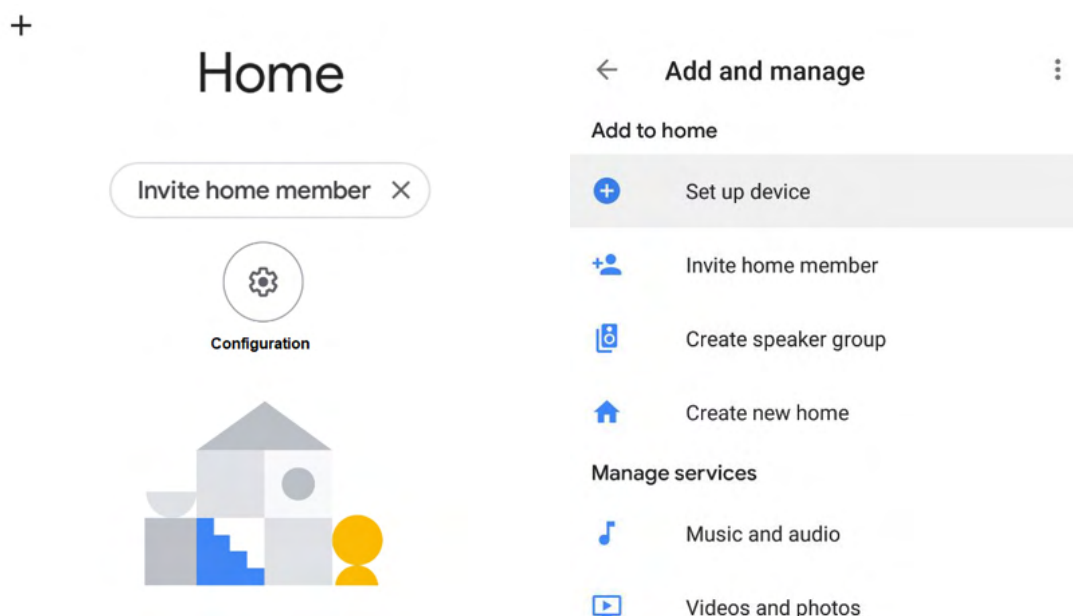 Home
Invite home member
Configuration
Add and manage
Add to home
Set up device
Invite home member
Create speaker group
Create new home
Manage services
Music and audio
Videos and photos